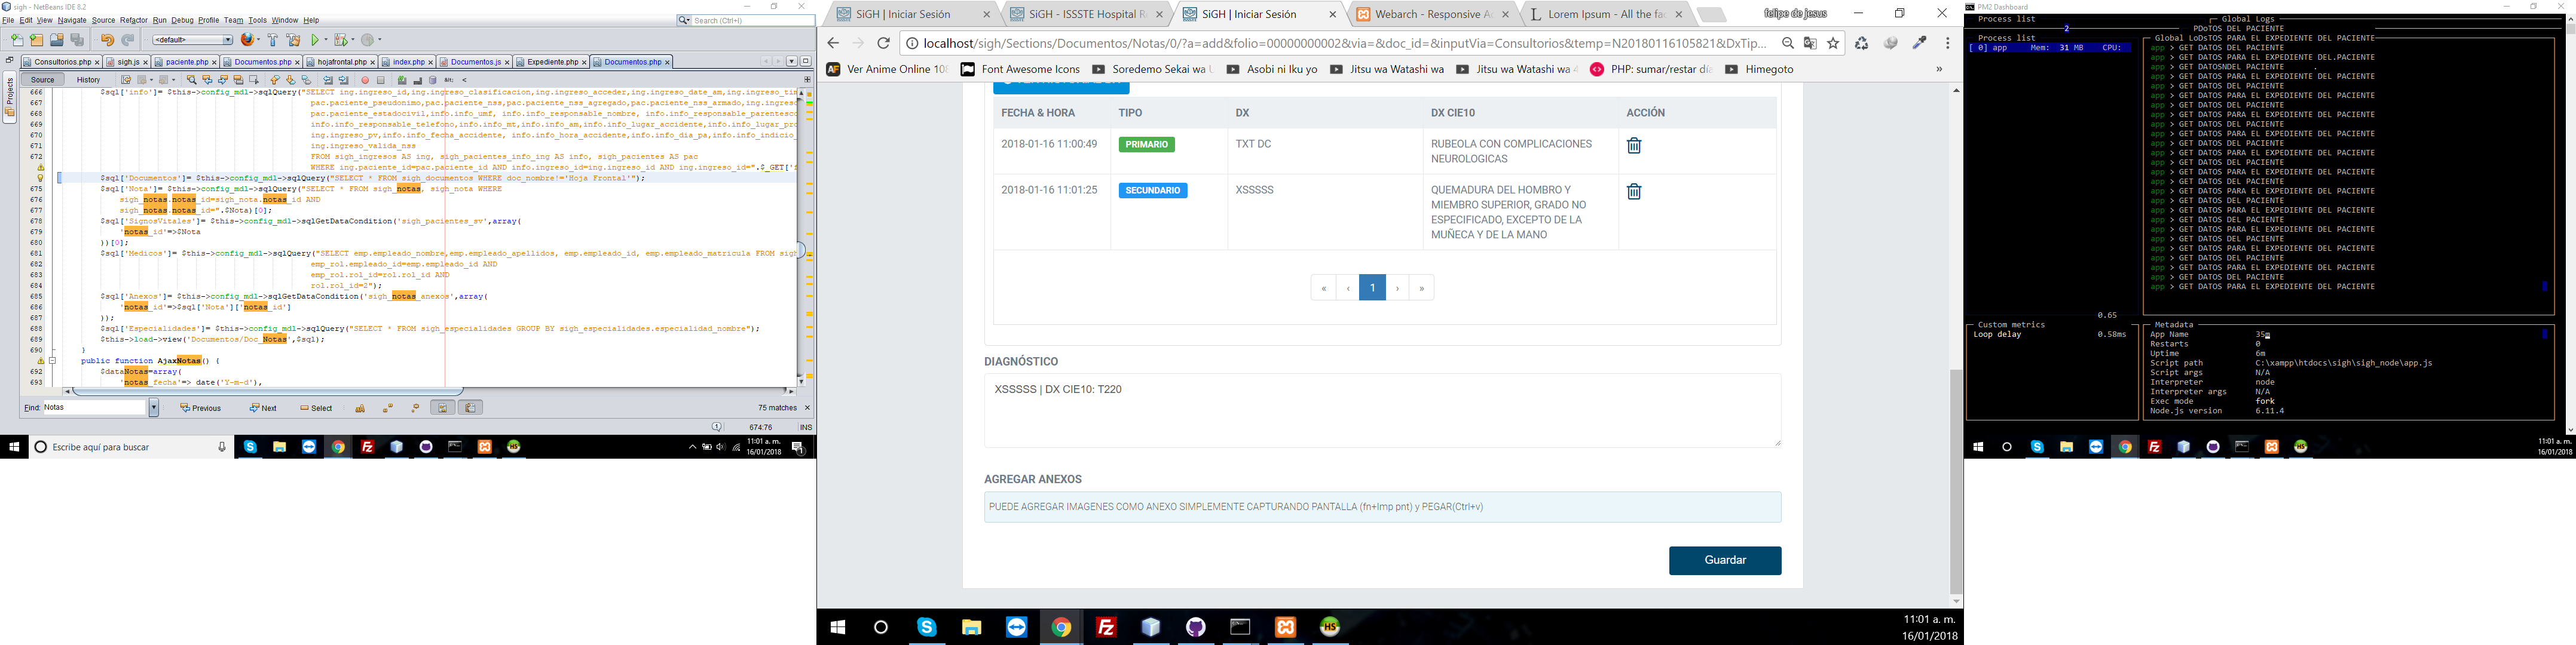 sigh - NetBeans IDE 8.2
File Edit View Navigate Source Refactor Run Debug Profile Team Tools Window Help
Search (Ctrl+I)
<default>
Consultorios.php sigh.js paciente.php Documentos.php hojafrontal.php index.php Documentos.js Expediente.php Documentos.php
Projects
Source History
666 $sql['info']= $this->config_mdl->sqlQuery("SELECT ing.ingreso_id,ing.ingreso_clasificacion,ing.ingreso_acceder,ing.ingreso_date_am,ing.ingreso_tim
667 pac.paciente_pseudonimo,pac.paciente_nss,pac.paciente_nss_agregado,pac.paciente_nss_armado,ing.ingreso
668 pac.paciente_estadocivil,info.info_umf, info.info_responsable_nombre, info.info_responsable_parentesco
669 info.info_responsable_telefono,info.info_mt,info.info_am,info.info_lugar_accidente,info.info_lugar_pro
670 ing.ingreso_pv,info.info_fecha_accidente, info.info_hora_accidente,info.info_dia_pa,info.info_indicio
671 ing.ingreso_valida_nss
672 FROM sigh_ingresos AS ing, sigh_pacientes_info_ing AS info, sigh_pacientes AS pac
WHERE ing.paciente_id=pac.paciente_id AND info.ingreso_id=ing.ingreso_id AND ing.ingreso_id=".$_GET['
$sql['Documentos']= $this->config_mdl->sqlQuery("SELECT * FROM sigh_documentos WHERE doc_nombre!='Hoja Frontal'");
675 $sql['Nota']= $this->config_mdl->sqlQuery("SELECT * FROM sigh_notas, sigh_nota WHERE
676 sigh_notas.notas_id=sigh_nota.notas_id AND
677 sigh_notas.notas_id=".$Nota)[0];
678 $sql['SignosVitales']= $this->config_mdl->sqlGetDataCondition('sigh_pacientes_sv',array(
679 'notas_id'=>$Nota
680 ))[0];
681 $sql['Medicos']= $this->config_mdl->sqlQuery("SELECT emp.empleado_nombre,emp.empleado_apellidos, emp.empleado_id, emp.empleado_matricula FROM sigh
682 emp_rol.empleado_id=emp.empleado_id AND
683 emp_rol.rol_id=rol.rol_id AND
684 rol.rol_id=2");
685 $sql['Anexos']= $this->config_mdl->sqlGetDataCondition('sigh_notas_anexos',array(
686 'notas_id'=>$sql['Nota']['notas_id']
687 ));
688 $sql['Especialidades']= $this->config_mdl->sqlQuery("SELECT * FROM sigh_especialidades GROUP BY sigh_especialidades.especialidad_nombre");
689 $this->load->view('Documentos/Doc_Notas',$sql);
690 }
public function AjaxNotas() {
692 $dataNotas=array(
693 'notas_fecha'=> date('Y-m-d'),
Find: Notas Previous Next Select 75 matches
674:76 INS
Escribe aquí para buscar
11:01 a. m.
16/01/2018
SiGH | Iniciar Sesión
SiGH - ISSSTE Hospital R
SiGH | Iniciar Sesión
Webarch - Responsive A
Lorem Ipsum - All the fa
felipe de jesus
localhost/sigh/Sections/Documentos/Notas/0/?a=add&folio=00000000002&via=&doc_id=&inputVia=Consultorios&temp=N20180116105821&DxTip...
Ver Anime Online 108 Font Awesome Icons Soredemo Sekai wa U Asobi ni Iku yo Jitsu wa Watashi wa Jitsu wa Watashi wa 4 PHP: sumar/restar dí Himegoto »
FECHA & HORA TIPO DX DX CIE10 ACCIÓN
2018-01-16 11:00:49 PRIMARIO TXT DC RUBEOLA CON COMPLICACIONES
NEUROLOGICAS
2018-01-16 11:01:25 SECUNDARIO XSSSSS QUEMADURA DEL HOMBRO Y
MIEMBRO SUPERIOR, GRADO NO
ESPECIFICADO, EXCEPTO DE LA
MUÑECA Y DE LA MANO
« ‹ 1 › »
DIAGNÓSTICO
XSSSSS | DX CIE10: T220
AGREGAR ANEXOS
PUEDE AGREGAR IMAGENES COMO ANEXO SIMPLEMENTE CAPTURANDO PANTALLA (fn+Imp pnt) y PEGAR(Ctrl+v)
Guardar
11:01 a. m.
16/01/2018
PM2 Dashboard
Process list
Global Logs
2
PDoTOS DEL PACIENTE
Process list
Global LoDsTOS PARA EL EXPEDIENTE DEL PACIENTE
[ 0] app Mem: 31 MB CPU:
app > GET DATOS DEL PACIENTE
app > GET DATOS PARA EL EXPEDIENTE DEL.PACIENTE
app > GET DATOSNDEL PACIENTE
app > GET DATOS PARA EL EXPEDIENTE DEL PACIENTE
app > GET DATOS DEL PACIENTE
app > GET DATOS PARA EL EXPEDIENTE DEL PACIENTE
app > GET DATOS DEL PACIENTE
app > GET DATOS PARA EL EXPEDIENTE DEL PACIENTE
app > GET DATOS DEL PACIENTE
app > GET DATOS PARA EL EXPEDIENTE DEL PACIENTE
app > GET DATOS DEL PACIENTE
app > GET DATOS PARA EL EXPEDIENTE DEL PACIENTE
app > GET DATOS DEL PACIENTE
app > GET DATOS PARA EL EXPEDIENTE DEL PACIENTE
app > GET DATOS DEL PACIENTE
app > GET DATOS PARA EL EXPEDIENTE DEL PACIENTE
app > GET DATOS DEL PACIENTE
app > GET DATOS PARA EL EXPEDIENTE DEL PACIENTE
app > GET DATOS DEL PACIENTE
app > GET DATOS PARA EL EXPEDIENTE DEL PACIENTE
app > GET DATOS DEL PACIENTE
app > GET DATOS PARA EL EXPEDIENTE DEL PACIENTE
app > GET DATOS DEL PACIENTE
app > GET DATOS PARA EL EXPEDIENTE DEL PACIENTE
app > GET DATOS DEL PACIENTE
app > GET DATOS PARA EL EXPEDIENTE DEL PACIENTE
0.65
Custom metrics
Loop delay 0.58ms
Metadata
App Name 35m
Restarts 0
Uptime 6m
Script path C:\xampp\htdocs\sigh\sigh_node\app.js
Script args N/A
Interpreter node
Interpreter args N/A
Exec mode fork
Node.js version 6.11.4
11:01 a. m.
16/01/2018